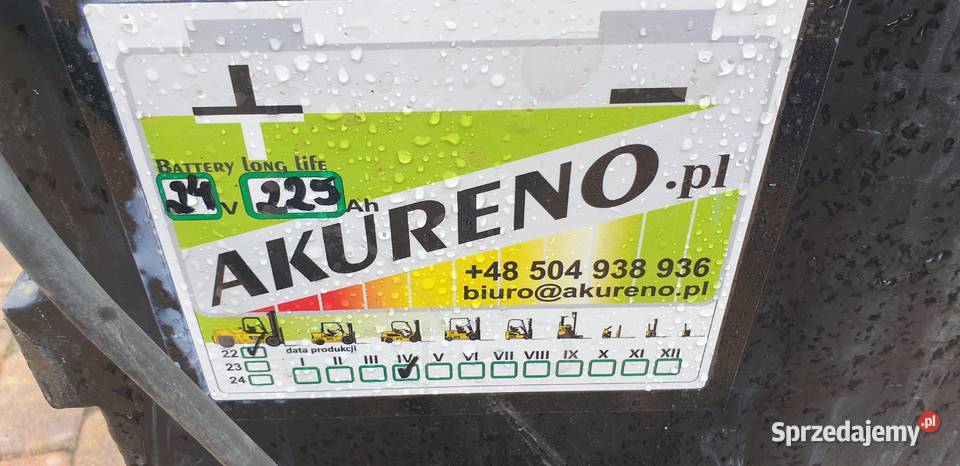 BATTERY LONG LIFE
24 V 225 Ah
AKURENO.pl
+48 504 938 936
biuro@akureno.pl
data produkcji
22
23
24
I II III IV V VI VII VIII IX X XI XII
Sprzedajemy.pl